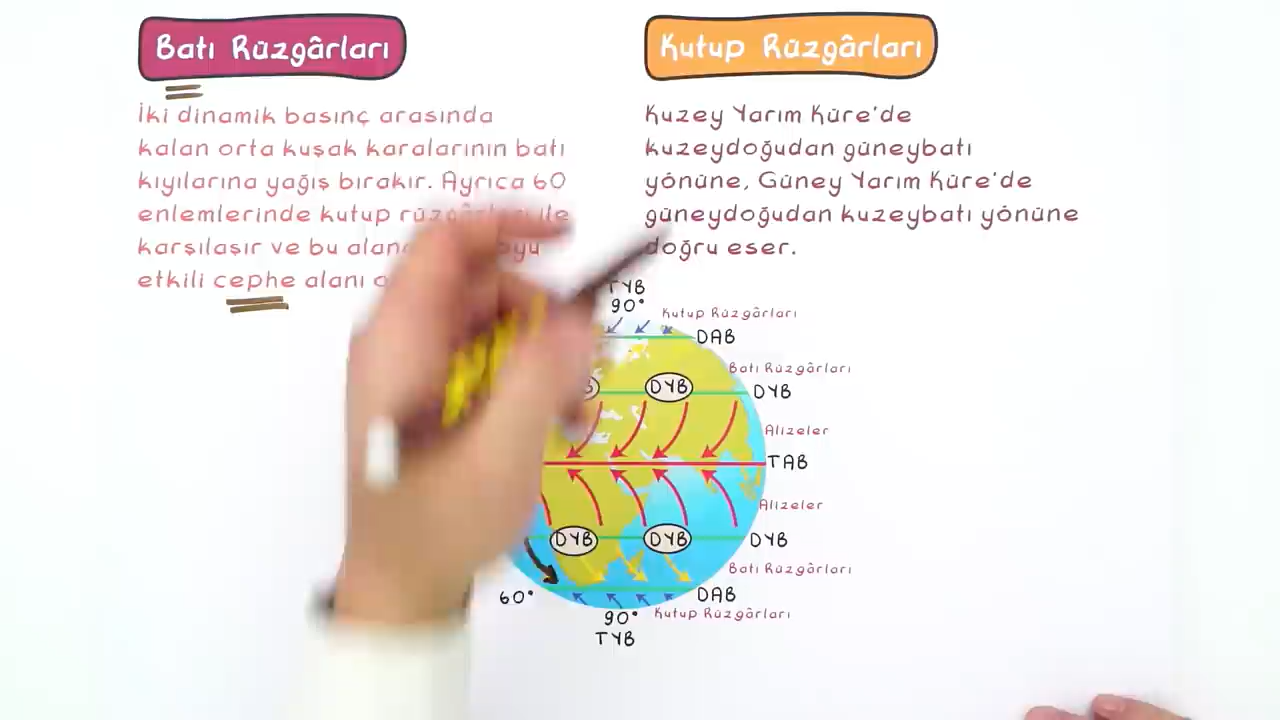 Batı Rüzgârları
İki dinamik basınç arasında
kalan orta kuşak karalarının batı
kıyılarına yağış bırakır. Ayrıca 60
enlemlerinde kutup rüzgârları ile
karşılaşır ve bu
etkili cephe alanı
Kutup Rüzgârları
Kuzey Yarım Küre'de
kuzeydoğudan güneybatı
yönüne, Güney Yarım Küre'de
güneydoğudan kuzeybatı yönüne
doğru eser.
TYB
90°
Kutup Rüzgârları
DAB
Batı Rüzgârları
DYB
DYB
Alizeler
TAB
Alizeler
DYB
DYB
DYB
Batı Rüzgârları
60°
DAB
90°
Kutup Rüzgârları
TYB